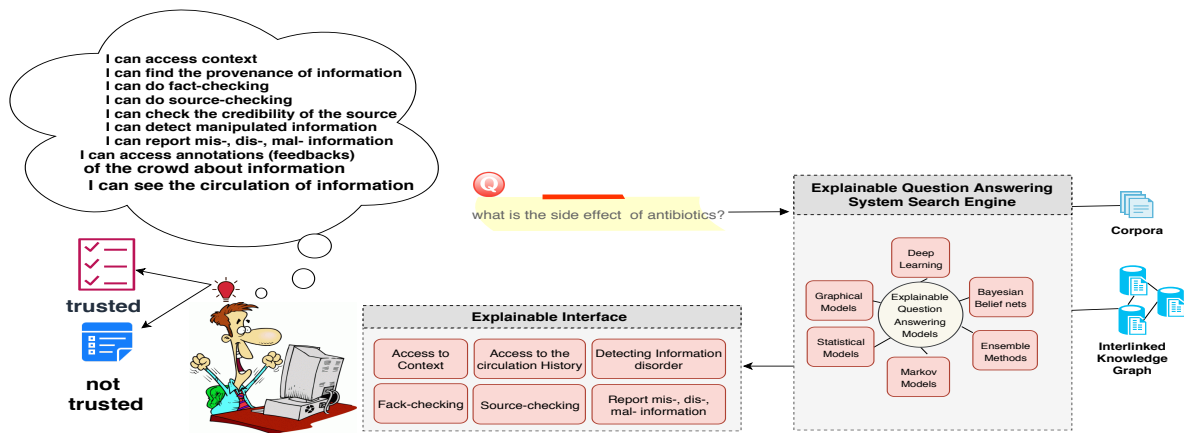 I can access context
I can find the provenance of information
I can do fact-checking
I can do source-checking
I can check the credibility of the source
I can detect manipulated information
I can report mis-, dis-, mal- information
I can access annotations (feedbacks)
of the crowd about information
I can see the circulation of information
trusted
not
trusted
Q
what is the side effect of antibiotics?
Explainable Question Answering
System Search Engine
Deep
Learning
Graphical
Models
Explainable
Question
Answering
Models
Bayesian
Belief nets
Statistical
Models
Ensemble
Methods
Markov
Models
Corpora
Interlinked
Knowledge
Graph
Explainable Interface
Access to
Context
Access to the
circulation History
Detecting Information
disorder
Fack-checking
Source-checking
Report mis-, dis-,
mal- information